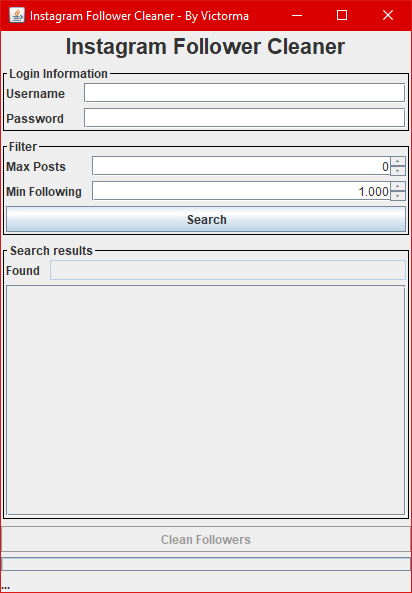 Instagram Follower Cleaner - By Victorma
Instagram Follower Cleaner
Login Information
Username
Password
Filter
Max Posts 0
Min Following 1.000
Search
Search results
Found
Clean Followers
...